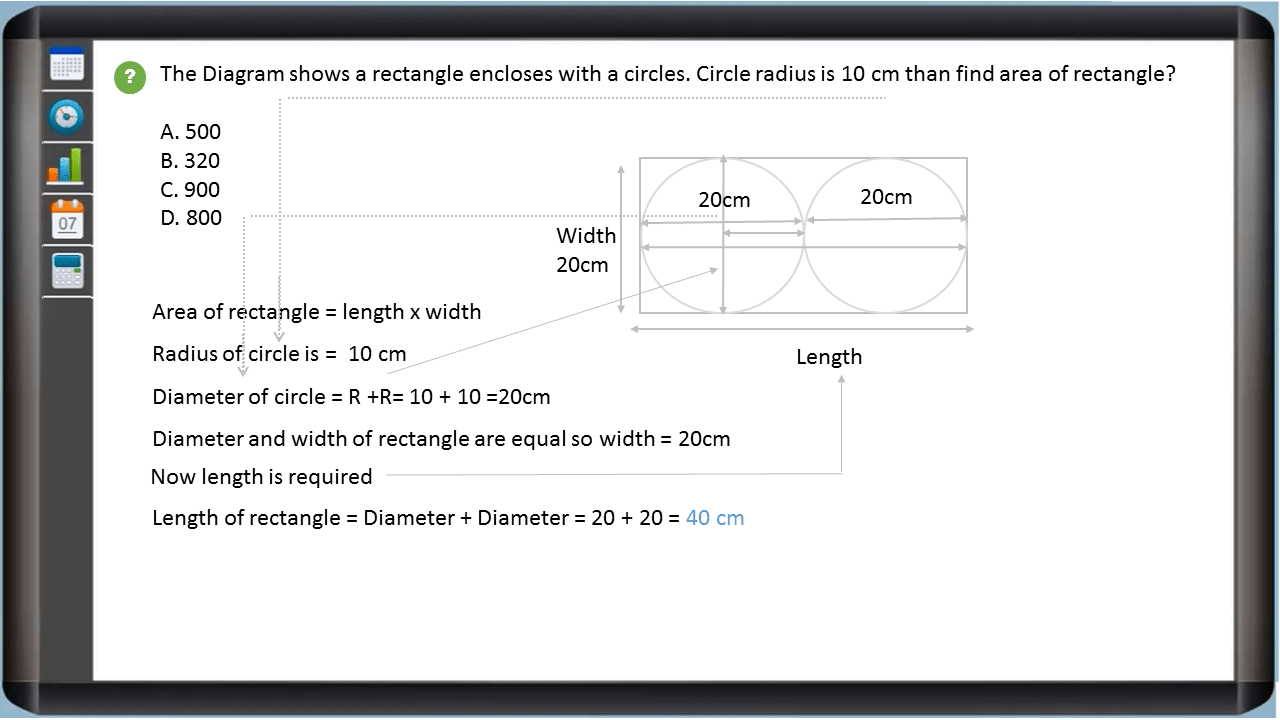 ?
The Diagram shows a rectangle encloses with a circles. Circle radius is 10 cm than find area of rectangle?
A. 500
B. 320
C. 900
D. 800
20cm
20cm
Width
20cm
Length
07
Area of rectangle = length x width
Radius of circle is = 10 cm
Diameter of circle = R +R= 10 + 10 =20cm
Diameter and width of rectangle are equal so width = 20cm
Now length is required
Length of rectangle = Diameter + Diameter = 20 + 20 = 40 cm